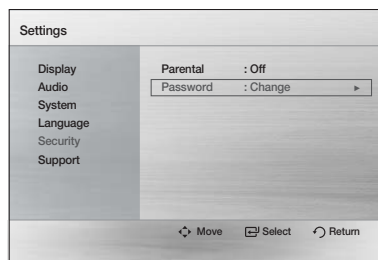 Settings
Display
Audio
System
Language
Security
Support
Parental : Off
Password : Change
Move Select Return